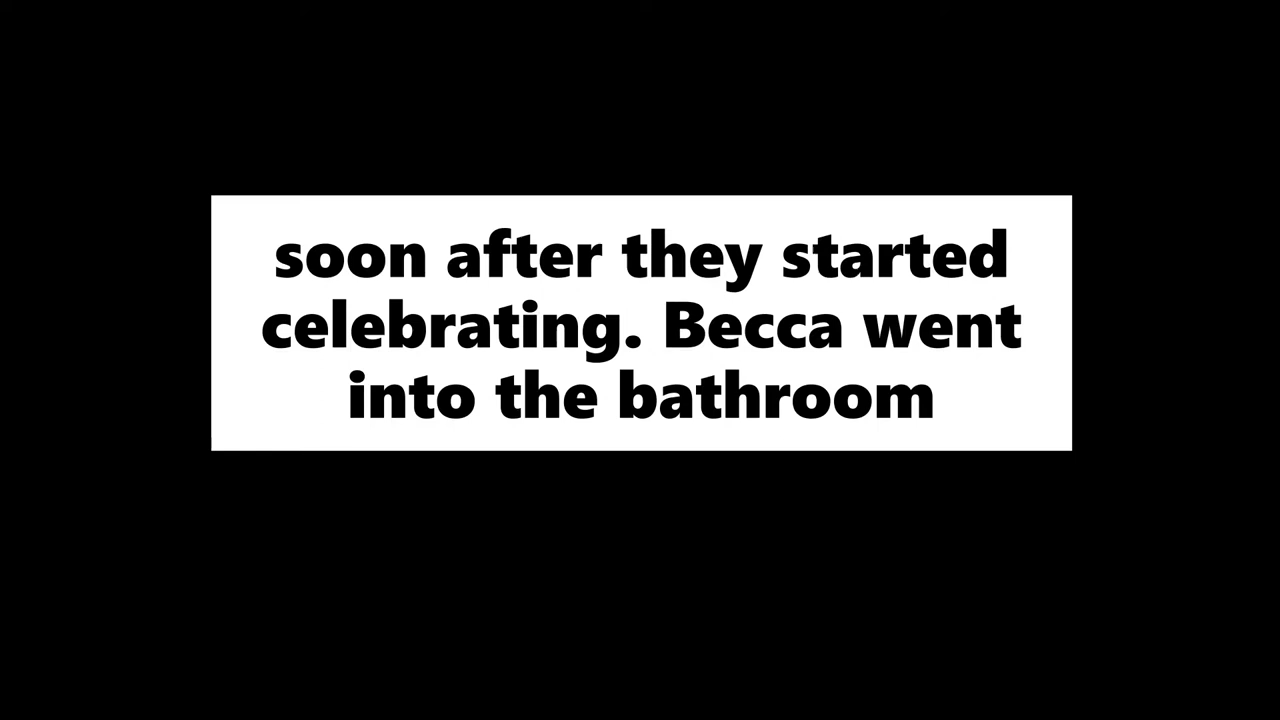 soon after they started
celebrating. Becca went
into the bathroom